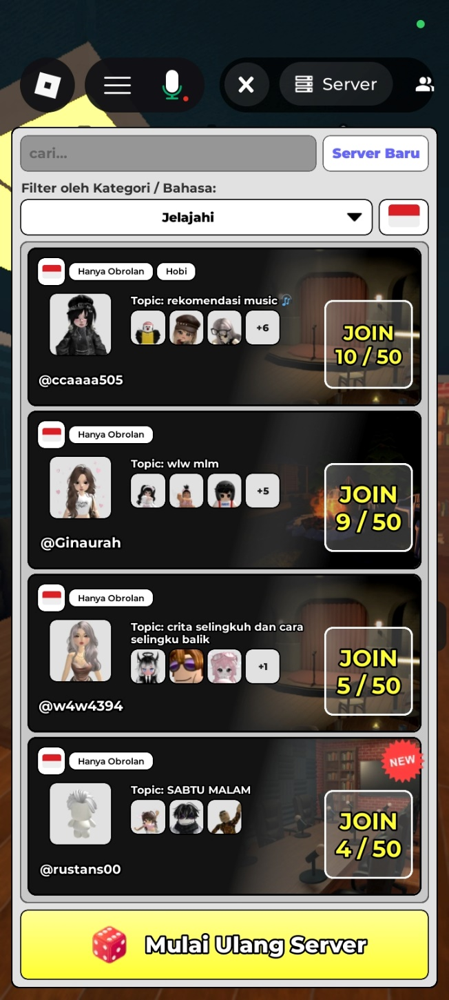 Server
cari...
Server Baru
Filter oleh Kategori / Bahasa:
Jelajahi
Hanya Obrolan
Hobi
Topic: rekomendasi music 🎵
+6
JOIN
10 / 50
@ccaaaa505
Hanya Obrolan
Topic: wlw mlm
+5
JOIN
9 / 50
@Ginaurah
Hanya Obrolan
Topic: crita selingkuh dan cara
selingku balik
+1
JOIN
5 / 50
@w4w4394
Hanya Obrolan
NEW
Topic: SABTU MALAM
JOIN
4 / 50
@rustans00
Mulai Ulang Server